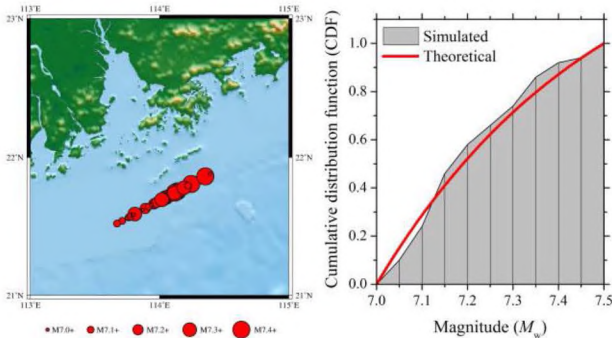 113°E 114°E 115°E
23°N 23°N
22°N 22°N
21°N 21°N
113°E 114°E 115°E
M7.0+ M7.1+ M7.2+ M7.3+ M7.4+
Cumulative distribution function (CDF)
Simulated
Theoretical
1.0
0.8
0.6
0.4
0.2
0.0
7.0 7.1 7.2 7.3 7.4 7.5
Magnitude (Mw)